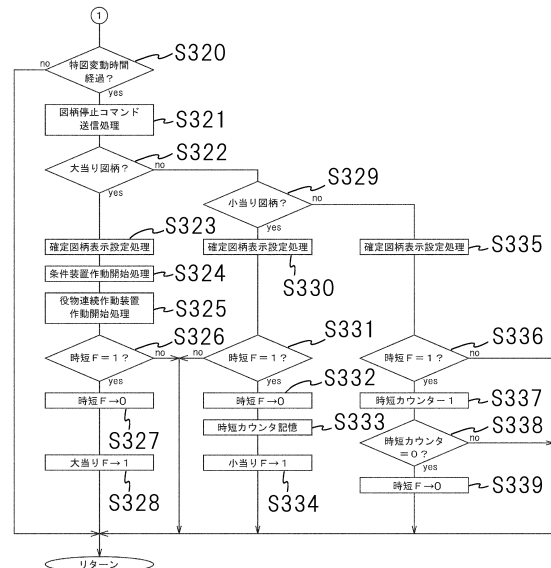 1
特図変動時間
経過?
S320
no
yes
図柄停止コマンド
送信処理
S321
大当り図柄?
S322
no
yes
小当り図柄?
S329
no
yes
確定図柄表示設定処理
S323
確定図柄表示設定処理
S330
確定図柄表示設定処理
S335
条件装置作動開始処理
S324
役物連続作動装置
作動開始処理
S325
時短F=1?
S326
no
yes
時短F=1?
S331
no
yes
時短F=1?
S336
no
yes
時短F→0
S327
時短F→0
S332
時短カウンタ-1
S337
時短カウンタ記憶
S333
時短カウンタ
=0?
S338
no
yes
大当りF→1
S328
小当りF→1
S334
時短F→0
S339
リターン